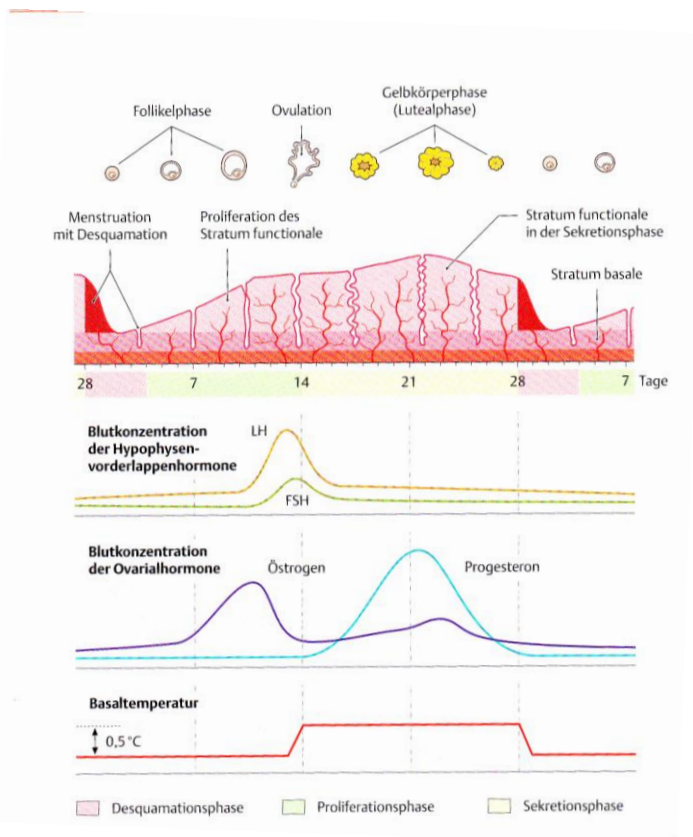 Follikelphase
Ovulation
Gelbkörperphase
(Lutealphase)
Menstruation
mit Desquamation
Proliferation des
Stratum functionale
Stratum functionale
in der Sekretionsphase
Stratum basale
28 7 14 21 28 7 Tage
Blutkonzentration
der Hypophysen-
vorderlappenhormone
LH
FSH
Blutkonzentration
der Ovarialhormone
Östrogen
Progesteron
Basaltemperatur
0,5 °C
Desquamationsphase
Proliferationsphase
Sekretionsphase